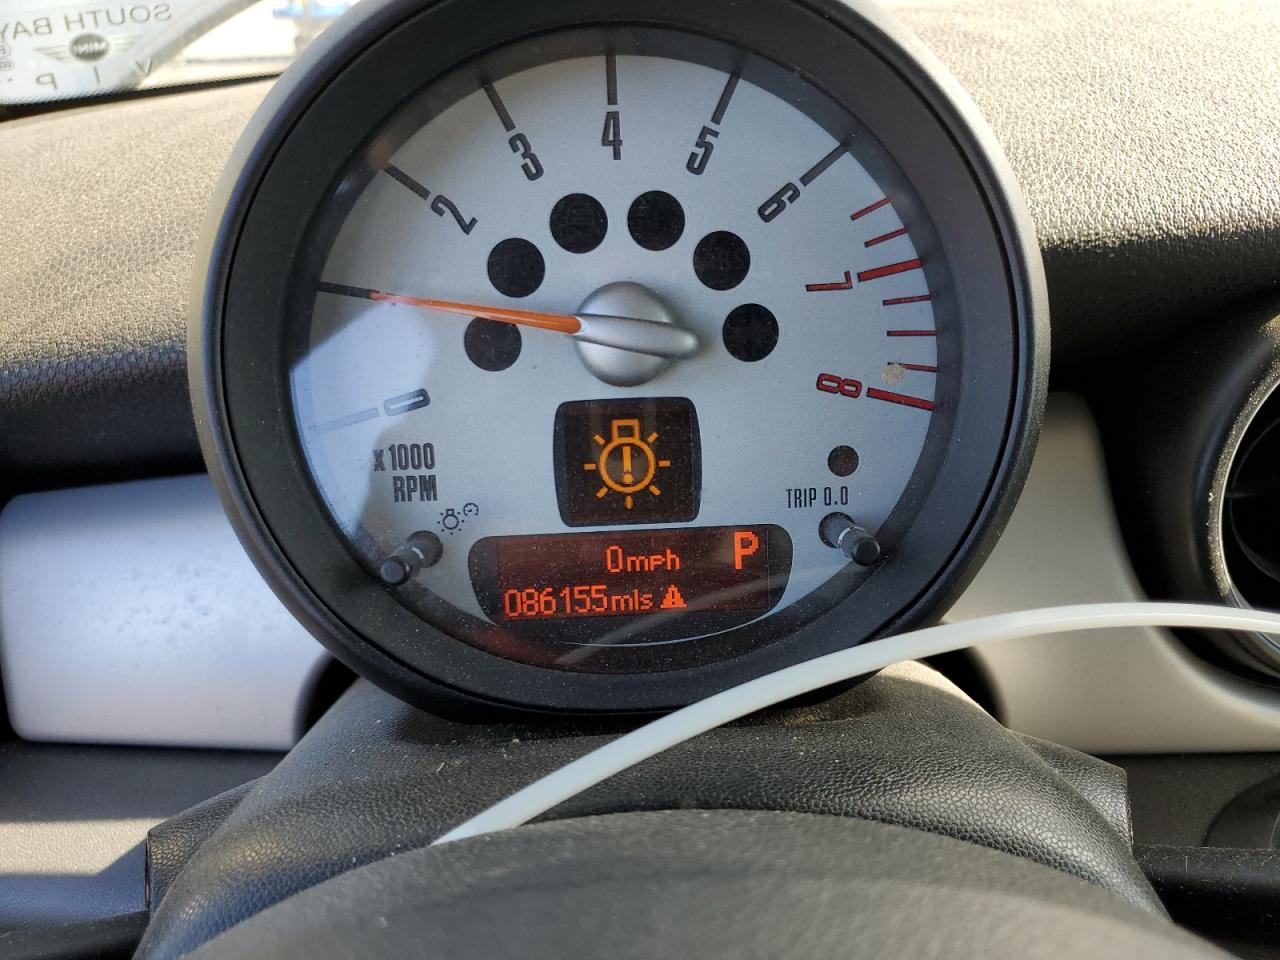 SOUTH BAY
MINI
V I P
0
2
3
4
5
6
7
8
x1000
RPM
TRIP 0.0
0mph
P
086155mls